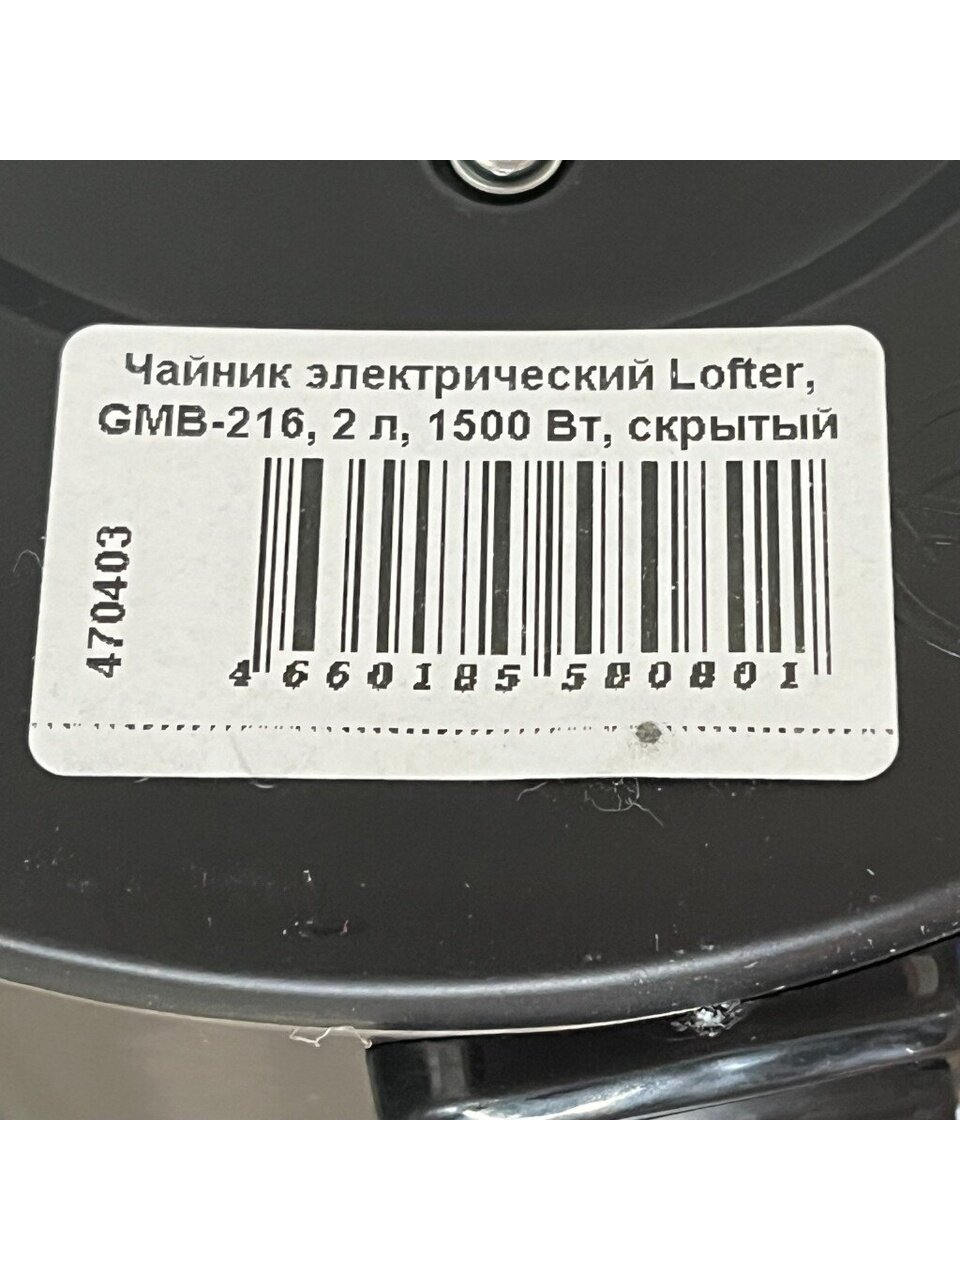 Чайник электрический Lofter,
GMB-216, 2 л, 1500 Вт, скрытый
470403
4 660185 580801